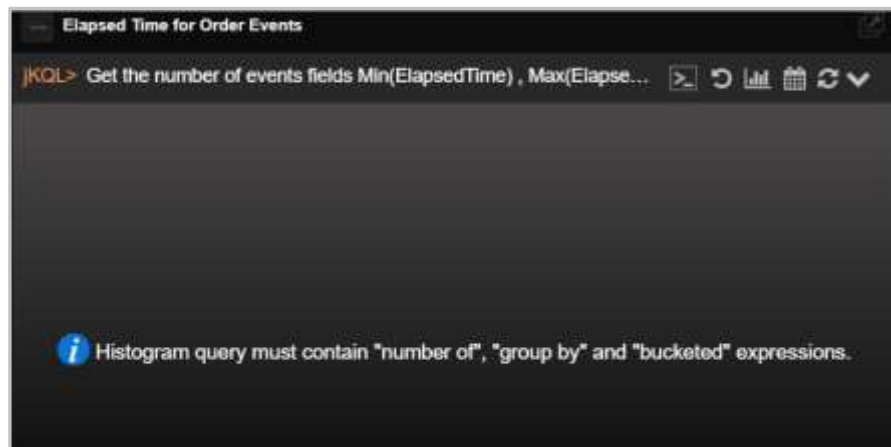 Elapsed Time for Order Events
jKQL> Get the number of events fields Min(ElapsedTime) , Max(Elapse...
Histogram query must contain "number of", "group by" and "bucketed" expressions.